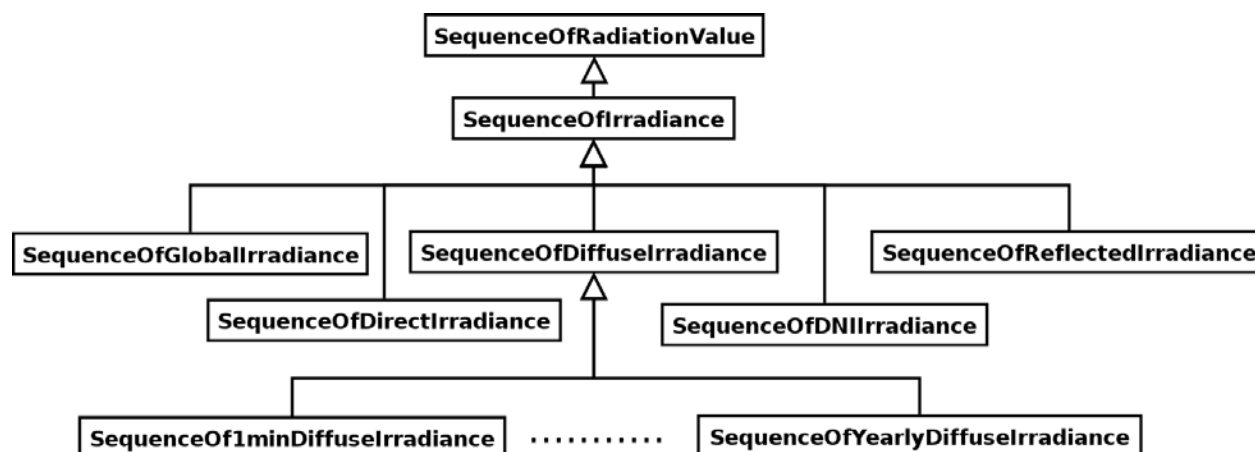 SequenceOfRadiationValue
SequenceOfIrradiance
SequenceOfGlobalIrradiance
SequenceOfDiffuseIrradiance
SequenceOfReflectedIrradiance
SequenceOfDirectIrradiance
SequenceOfDNIIrradiance
SequenceOf1minDiffuseIrradiance
SequenceOfYearlyDiffuseIrradiance